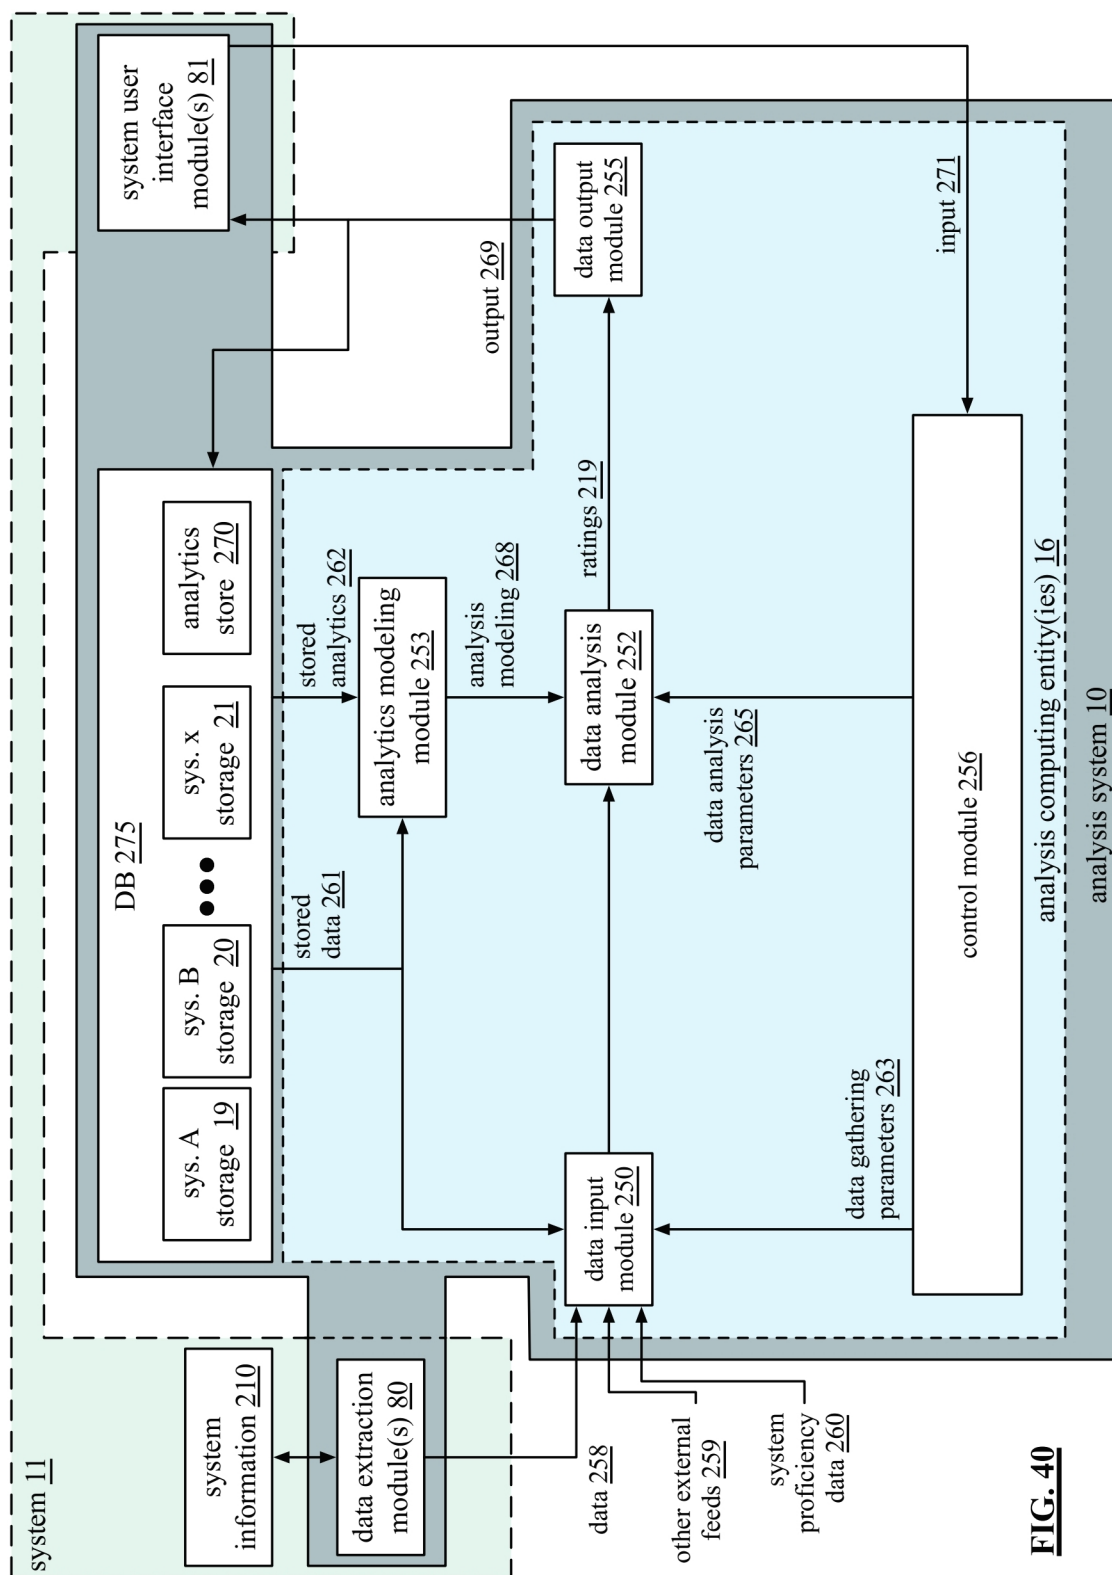 system 11
system
information 210
data extraction
module(s) 80
DB 275
sys. A
storage 19
sys. B
storage 20
sys. x
storage 21
analytics
store 270
system user
interface
module(s) 81
stored
data 261
stored
analytics 262
analytics modeling
module 253
analysis
modeling 268
output 269
data 258
other external
feeds 259
system
proficiency
data 260
data input
module 250
data analysis
module 252
ratings 219
data output
module 255
data gathering
parameters 263
data analysis
parameters 265
input 271
control module 256
analysis computing entity(ies) 16
analysis system 10
FIG. 40